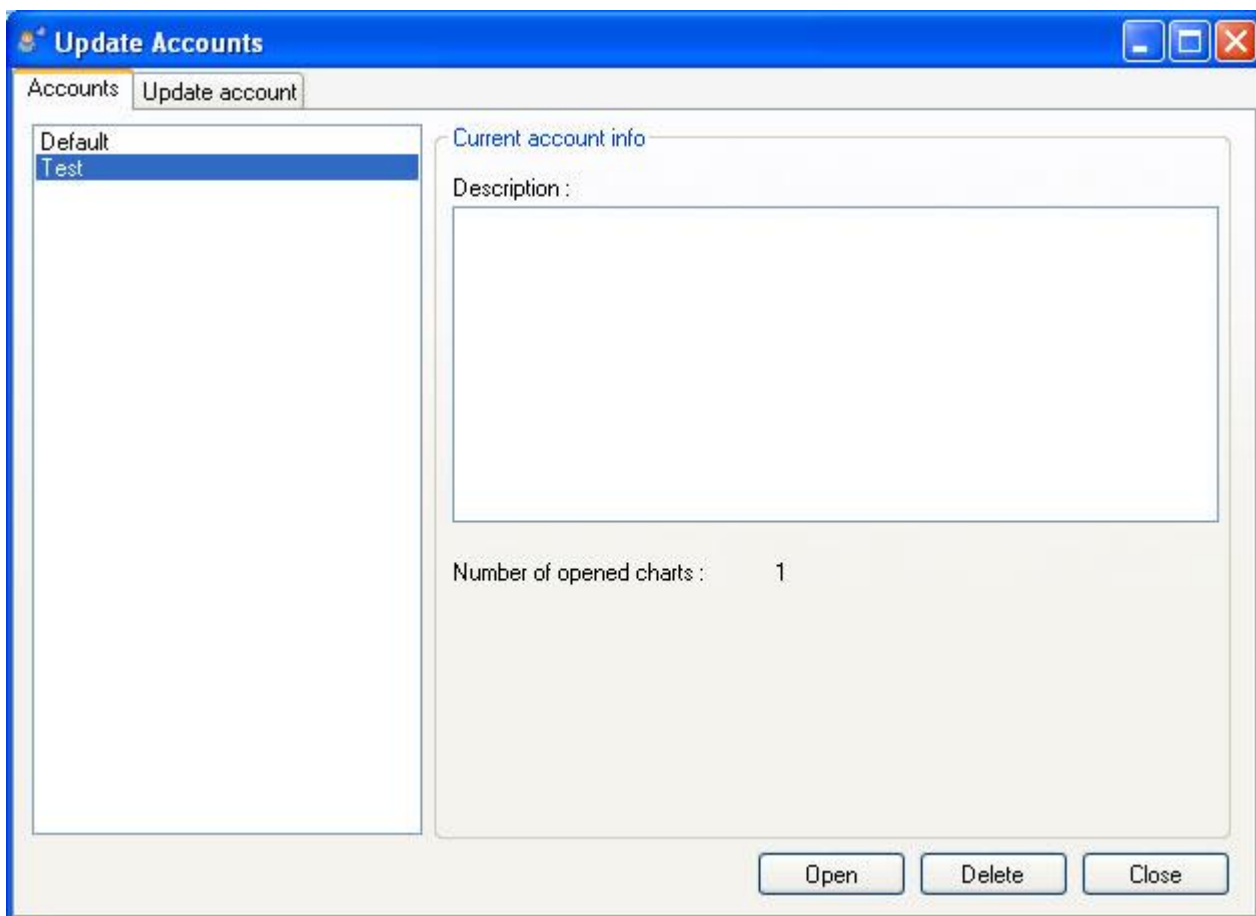 Update Accounts
Accounts
Update account
Default
Test
Current account info
Description :
Number of opened charts : 1
Open
Delete
Close